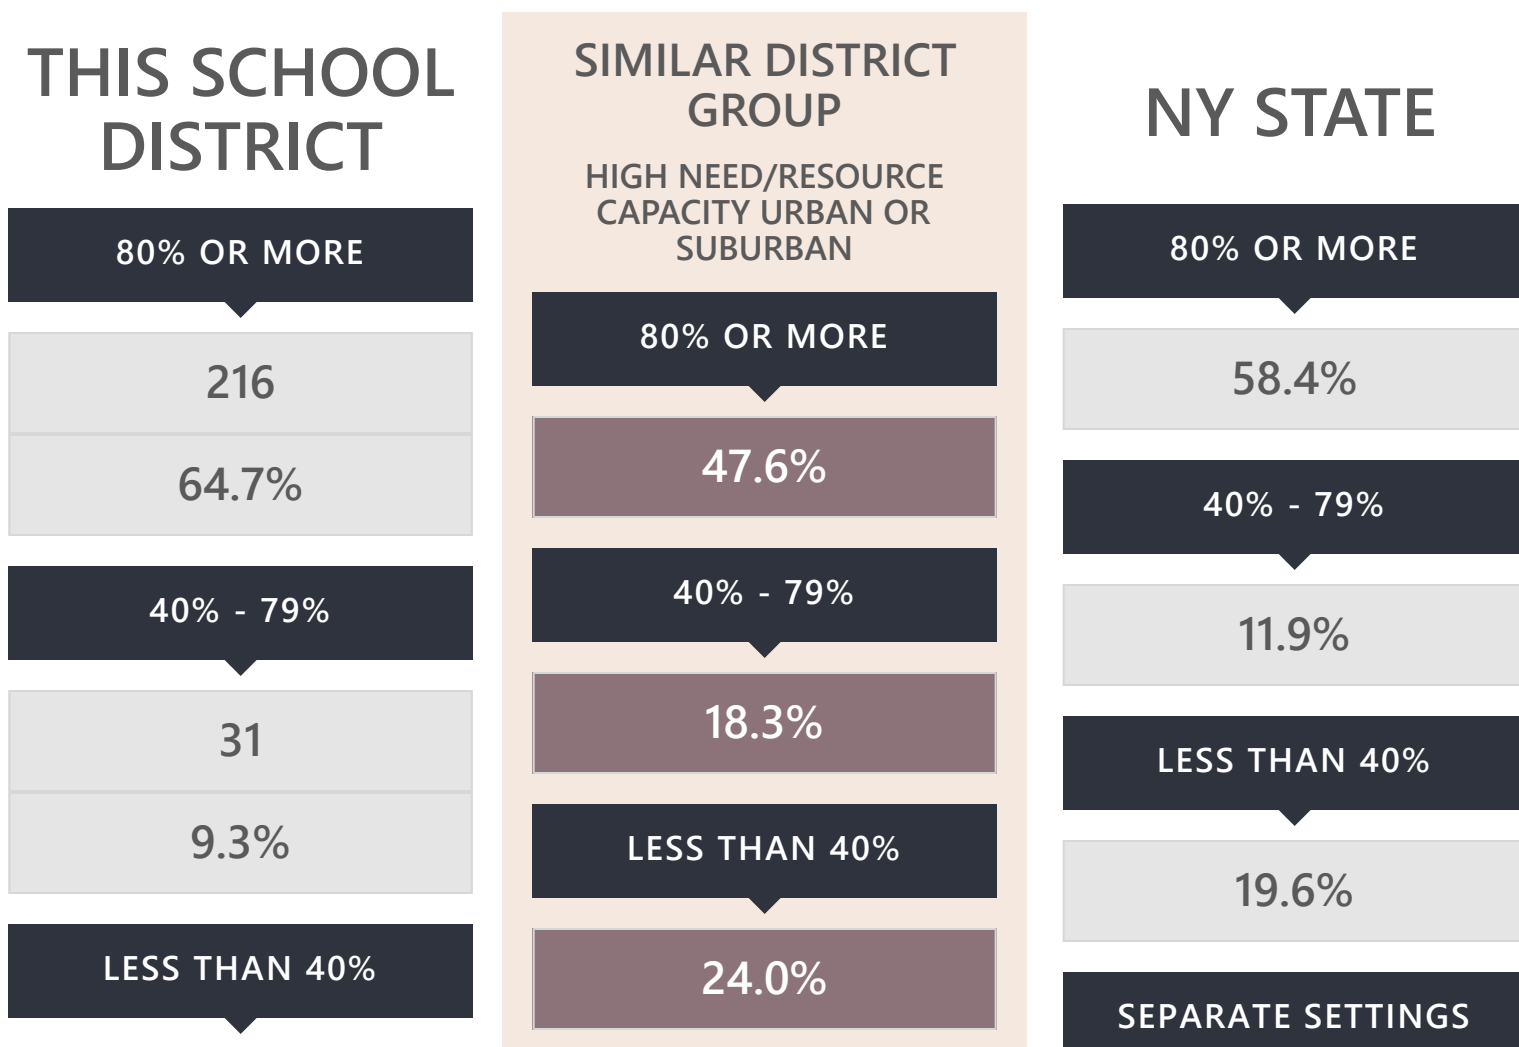 THIS SCHOOL
DISTRICT
80% OR MORE
216
64.7%
40% - 79%
31
9.3%
LESS THAN 40%
SIMILAR DISTRICT
GROUP
HIGH NEED/RESOURCE
CAPACITY URBAN OR
SUBURBAN
80% OR MORE
47.6%
40% - 79%
18.3%
LESS THAN 40%
24.0%
NY STATE
80% OR MORE
58.4%
40% - 79%
11.9%
LESS THAN 40%
19.6%
SEPARATE SETTINGS